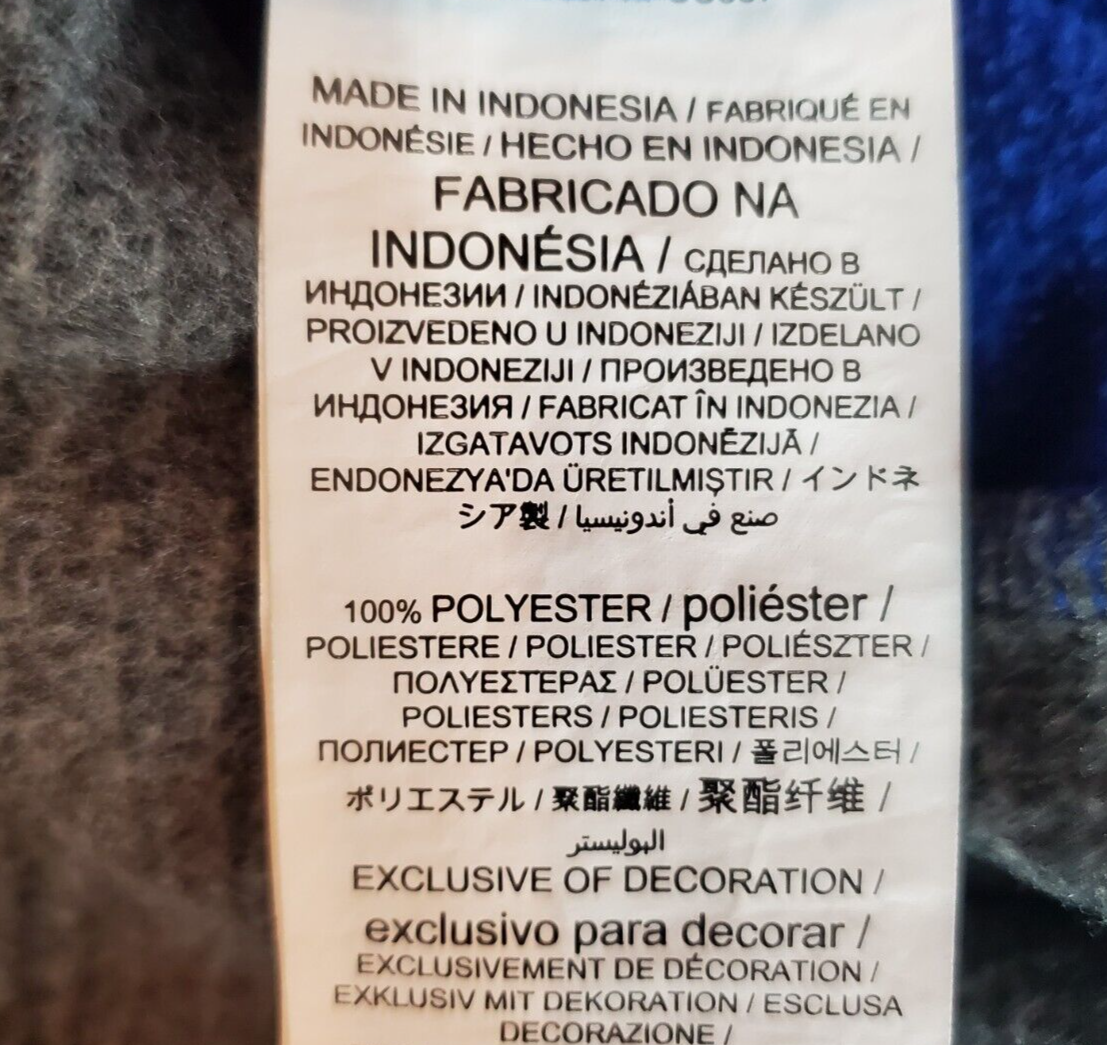 MADE IN INDONESIA / FABRIQUÉ EN
INDONÉSIE / HECHO EN INDONESIA /
FABRICADO NA
INDONÉSIA / СДЕЛАНО В
ИНДОНЕЗИИ / INDONÉZIÁBAN KÉSZÜLT /
PROIZVEDENO U INDONEZIJI / IZDELANO
V INDONEZIJI / ПРОИЗВЕДЕНО В
ИНДОНЕЗИЯ / FABRICAT ÎN INDONEZIA /
IZGATAVOTS INDONĒZIJĀ /
ENDONEZYA'DA ÜRETILMIŞTIR / インドネ
シア製 / صنع في أندونيسيا
100% POLYESTER / poliéster /
POLIESTERE / POLIESTER / POLIÉSZTER /
ΠΟΛΥΕΣΤΕΡΑΣ / POLÜESTER /
POLIESTERS / POLIESTERIS /
ПОЛИЕСТЕР / POLYESTERI / 폴리에스터 /
ポリエステル / 聚酯纖維 / 聚酯纤维 /
البوليستر
EXCLUSIVE OF DECORATION /
exclusivo para decorar /
EXCLUSIVEMENT DE DÉCORATION /
EXKLUSIV MIT DEKORATION / ESCLUSA
DECORAZIONE /